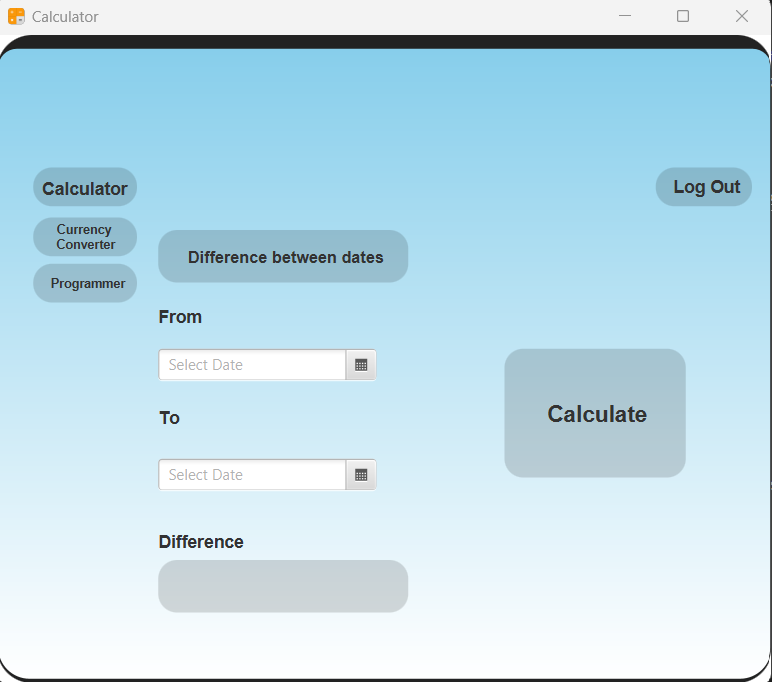 Calculator
Calculator
Log Out
Currency
Converter
Difference between dates
Programmer
From
Select Date
To
Calculate
Select Date
Difference